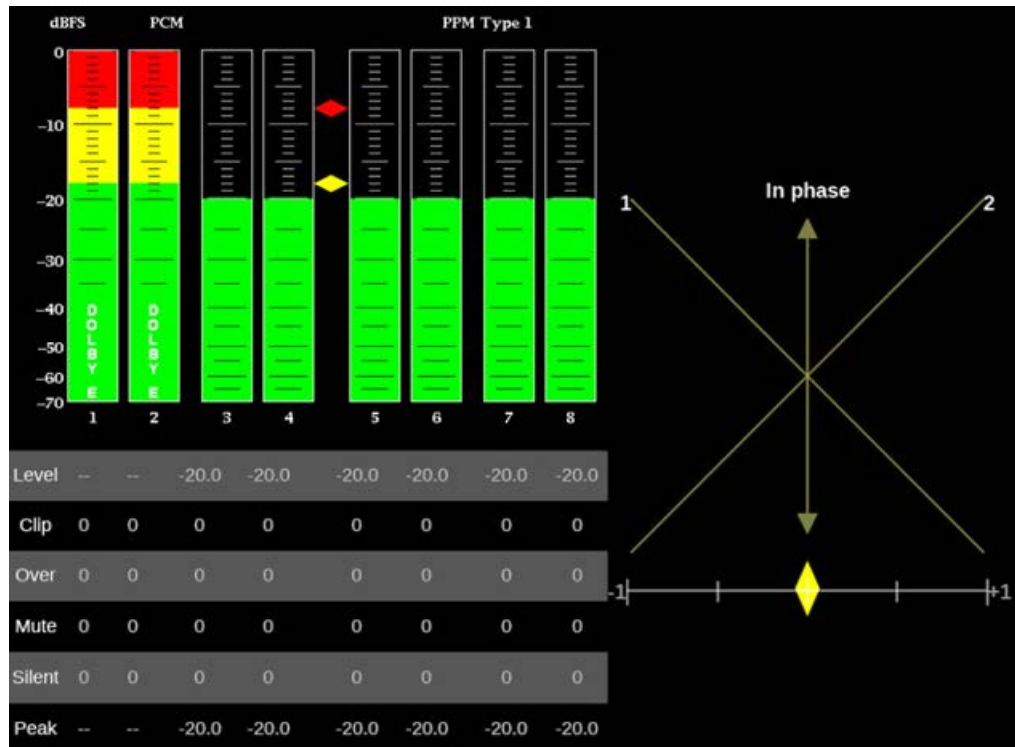 dBFS PCM PPM Type 1
0
-10
-20
-30
-40
-50
-60
-70
DOLBY E
DOLBY E
1 2 3 4 5 6 7 8
Level -- -- -20.0 -20.0 -20.0 -20.0 -20.0 -20.0
Clip 0 0 0 0 0 0 0 0
Over 0 0 0 0 0 0 0 0
Mute 0 0 0 0 0 0 0 0
Silent 0 0 0 0 0 0 0 0
Peak -- -- -20.0 -20.0 -20.0 -20.0 -20.0 -20.0
In phase
1 2
-1 +1